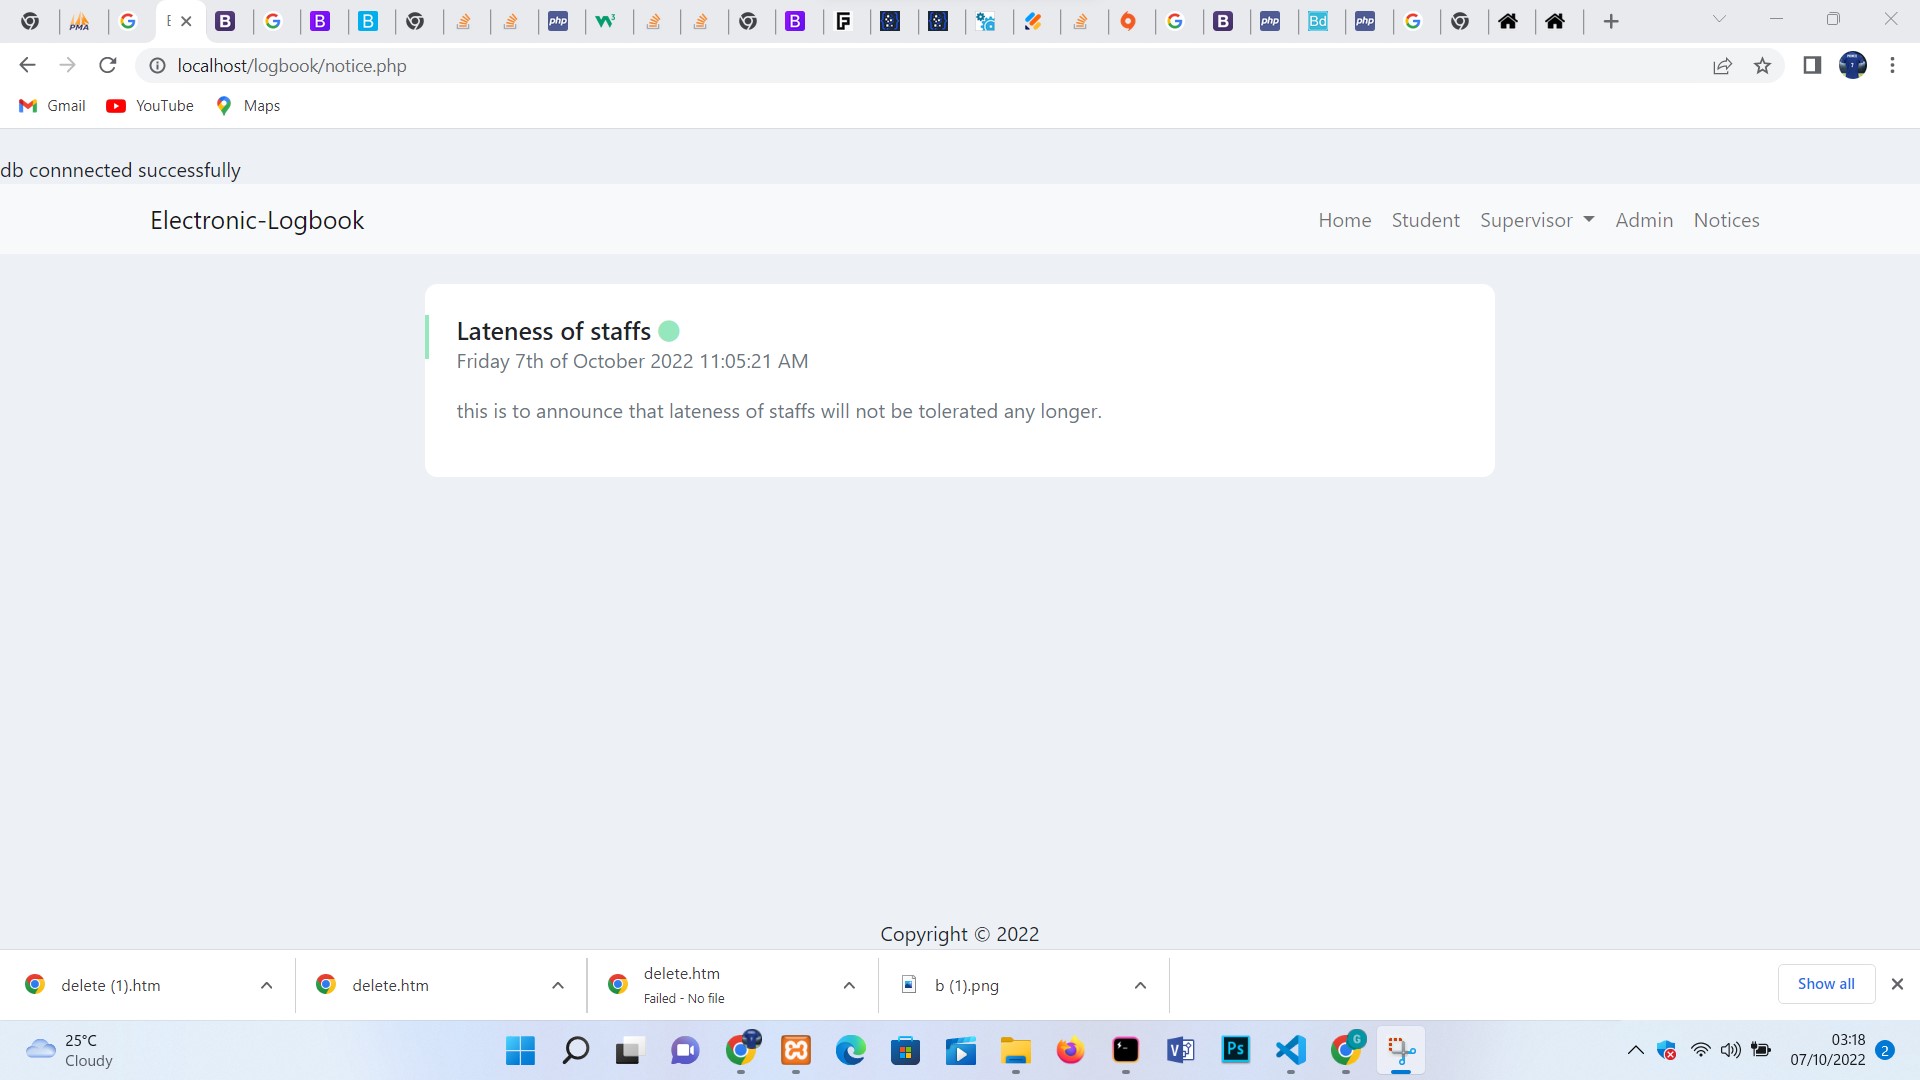 PMA
E
localhost/logbook/notice.php
Gmail
YouTube
Maps
db connnected successfully
Electronic-Logbook
Home
Student
Supervisor
Admin
Notices
Lateness of staffs
Friday 7th of October 2022 11:05:21 AM
this is to announce that lateness of staffs will not be tolerated any longer.
Copyright © 2022
delete (1).htm
delete.htm
delete.htm
Failed - No file
b (1).png
Show all
25°C
Cloudy
Ps
G
03:18
07/10/2022
2